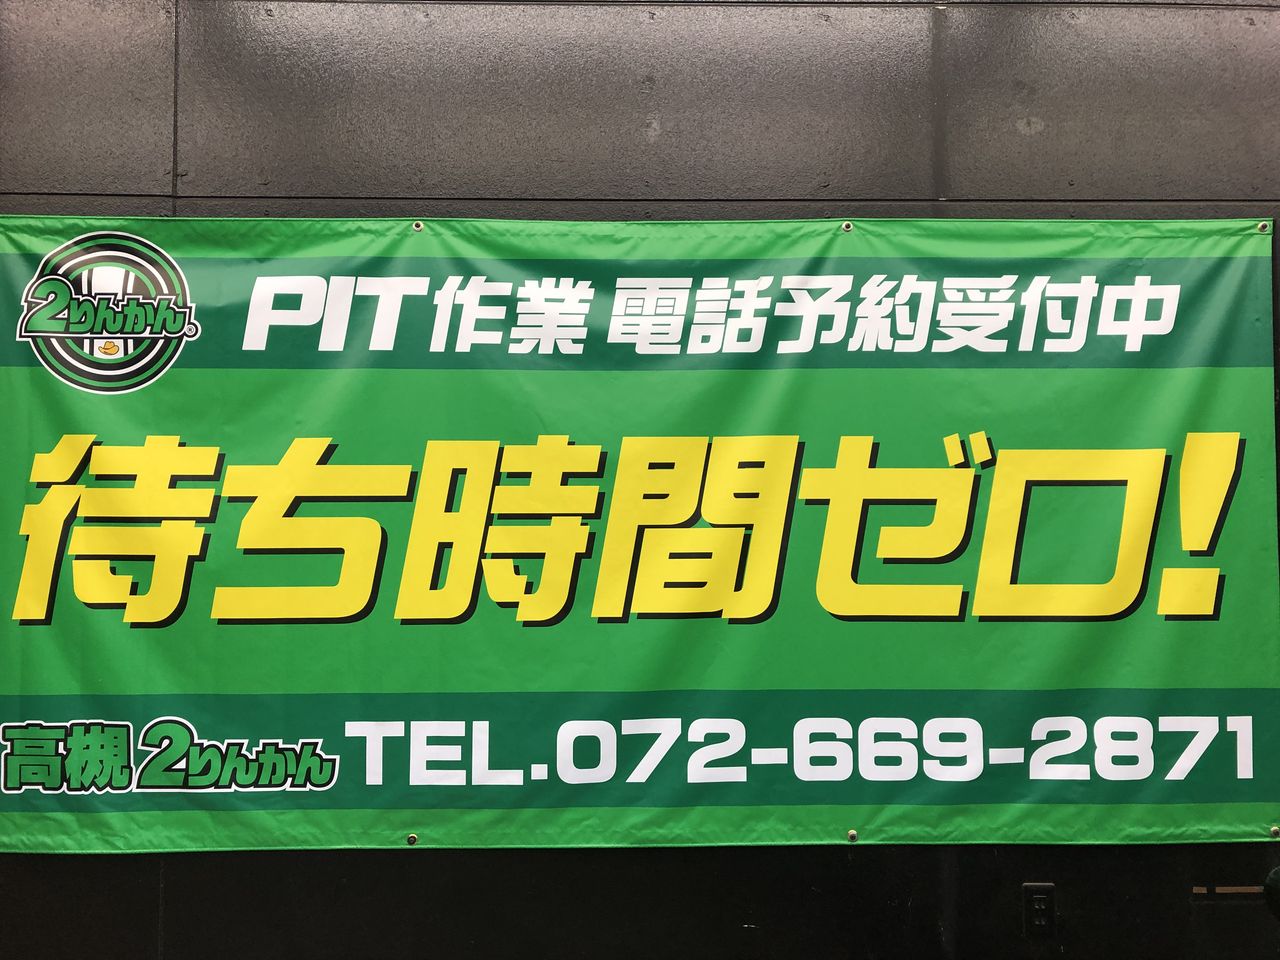 2りんかん®
PIT作業 電話予約受付中
待ち時間ゼロ!
高槻 2りんかん TEL.072-669-2871